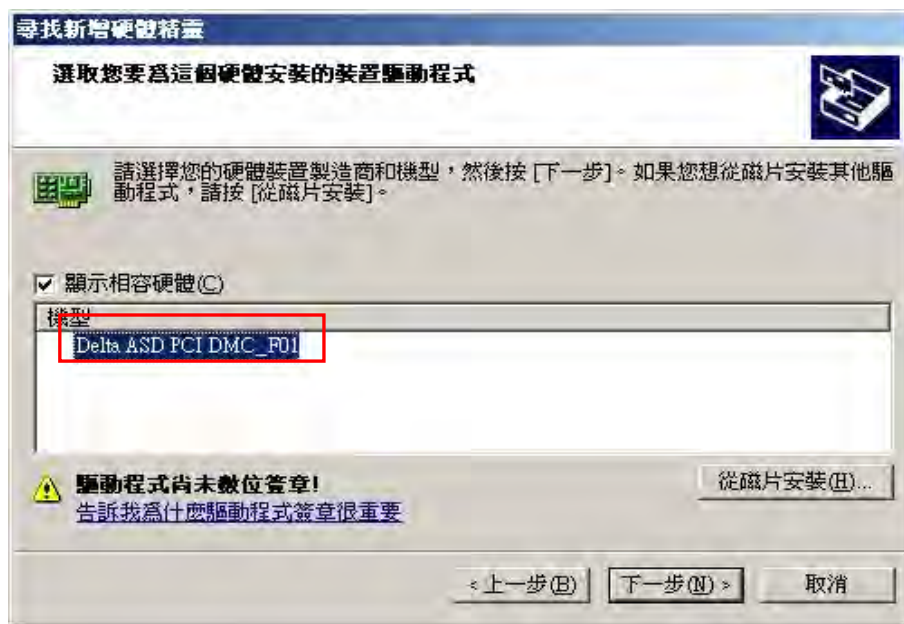 尋找新增硬體精靈
選取您要為這個硬體安裝的裝置驅動程式
請選擇您的硬體裝置製造商和機型，然後按 [下一步]。如果您想從磁片安裝其他驅
動程式，請按 [從磁片安裝]。
顯示相容硬體(C)
機型
Delta ASD PCI DMC_F01
驅動程式尚未數位簽章!
從磁片安裝(H)...
告訴我為什麼驅動程式簽章很重要
<上一步(B)
下一步(N) >
取消